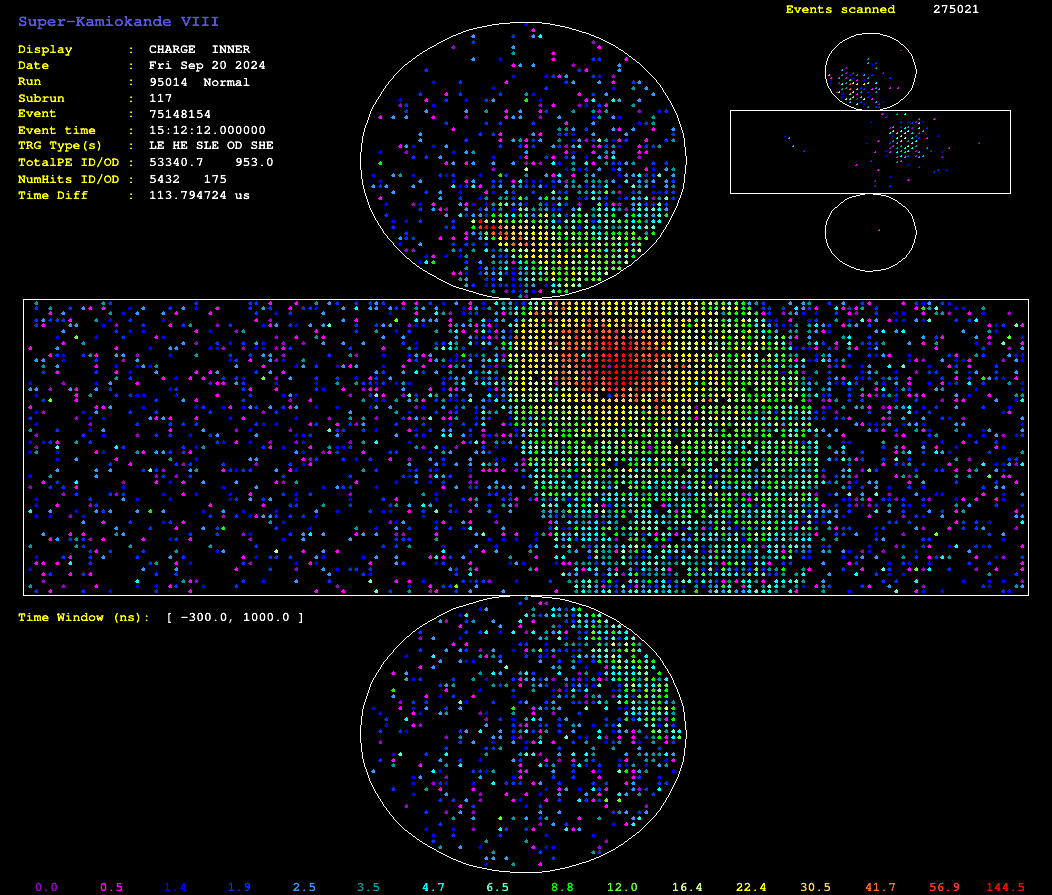 Super-Kamiokande VIII
Events scanned 275021
Display : CHARGE INNER
Date : Fri Sep 20 2024
Run : 95014 Normal
Subrun : 117
Event : 75148154
Event time : 15:12:12.000000
TRG Type(s) : LE HE SLE OD SHE
TotalPE ID/OD : 53340.7 953.0
NumHits ID/OD : 5432 175
Time Diff : 113.794724 us
Time Window (ns): [ -300.0, 1000.0 ]
0.0 0.5 1.4 1.9 2.5 3.5 4.7 6.5 8.8 12.0 16.4 22.4 30.5 41.7 56.9 144.5